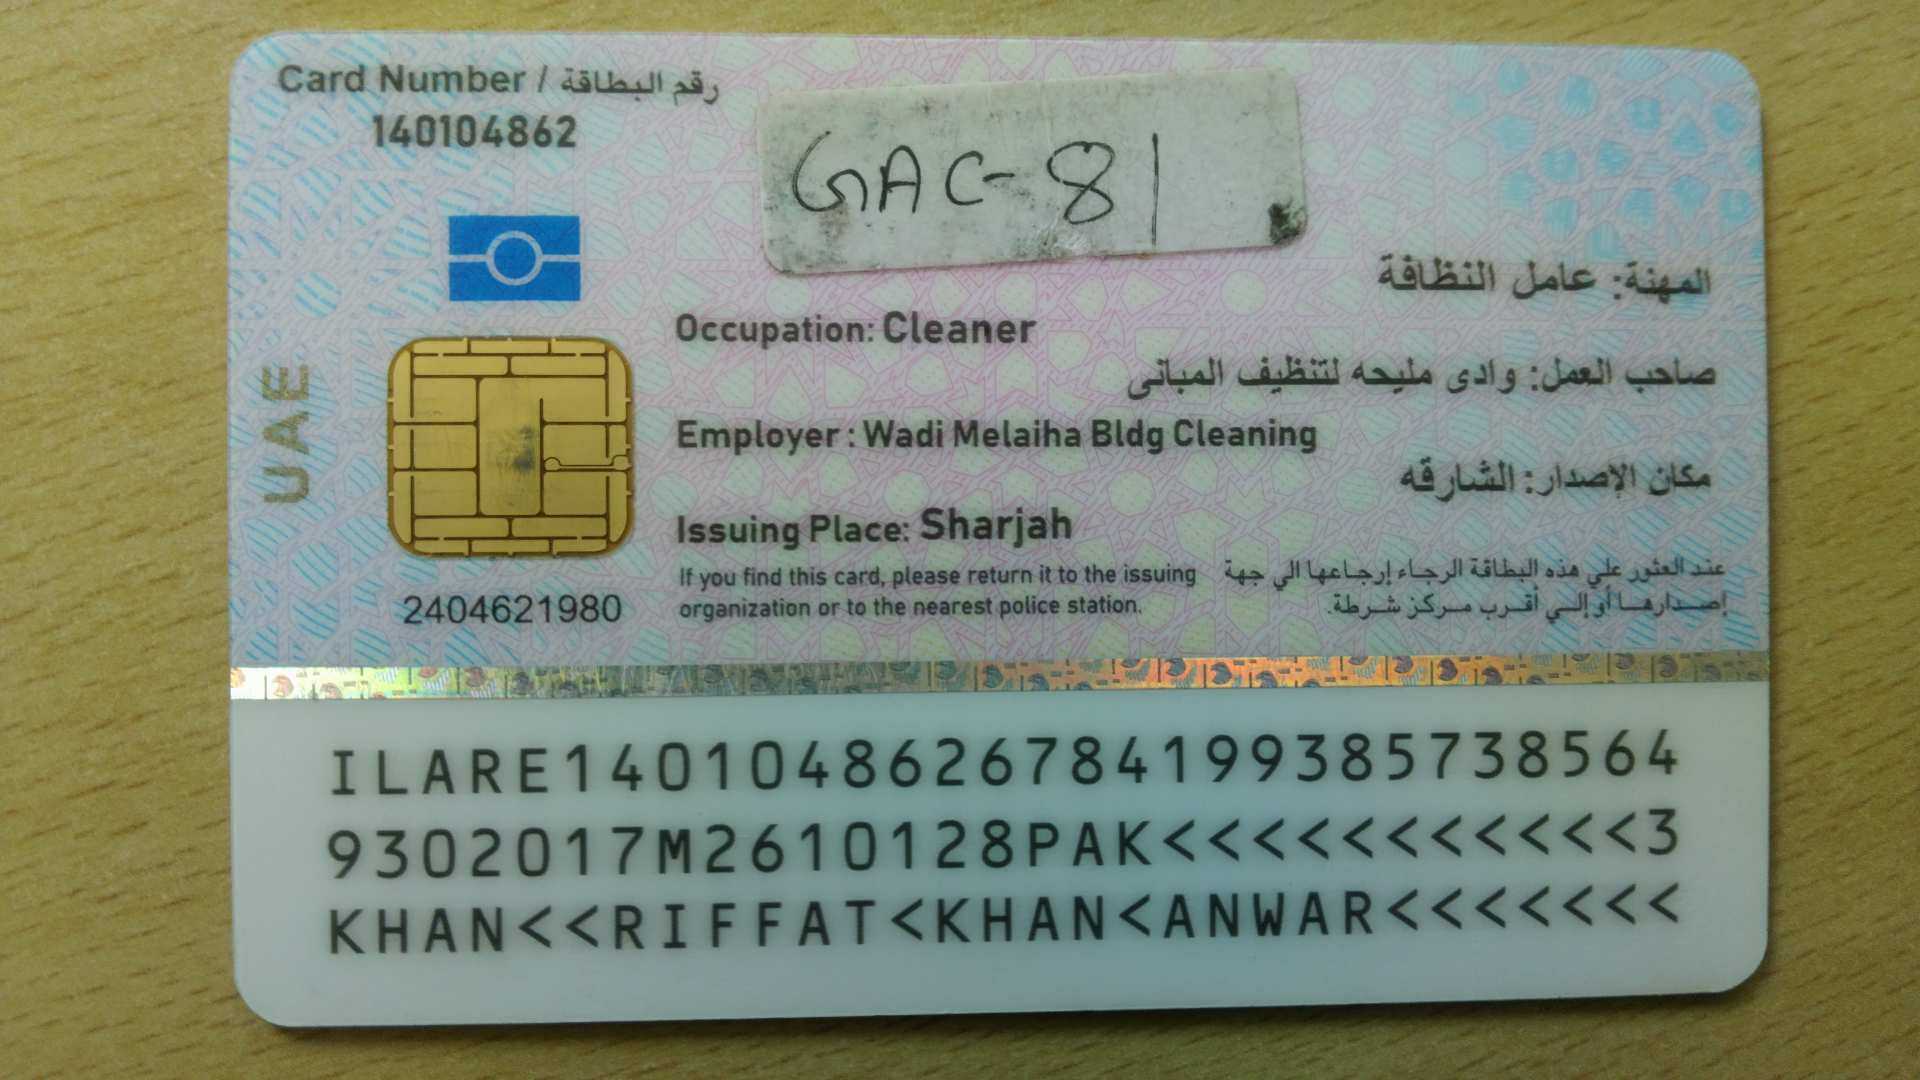 Card Number / رقم البطاقة
140104862
GAC-81
المهنة: عامل النظافة
Occupation: Cleaner
صاحب العمل: وادى مليحه لتنظيف المبانى
Employer : Wadi Melaiha Bldg Cleaning
مكان الإصدار: الشارقه
Issuing Place: Sharjah
If you find this card, please return it to the issuing
organization or to the nearest police station.
عند العثور علي هذه البطاقة الرجاء إرجاعها الي جهة
إصدارها أو إلي أقرب مركز شرطة.
UAE
2404621980
ILARE1401048626784199385738564
9302017M2610128PAK<<<<<<<<<<<3
KHAN<<RIFFAT<KHAN<ANWAR<<<<<<<